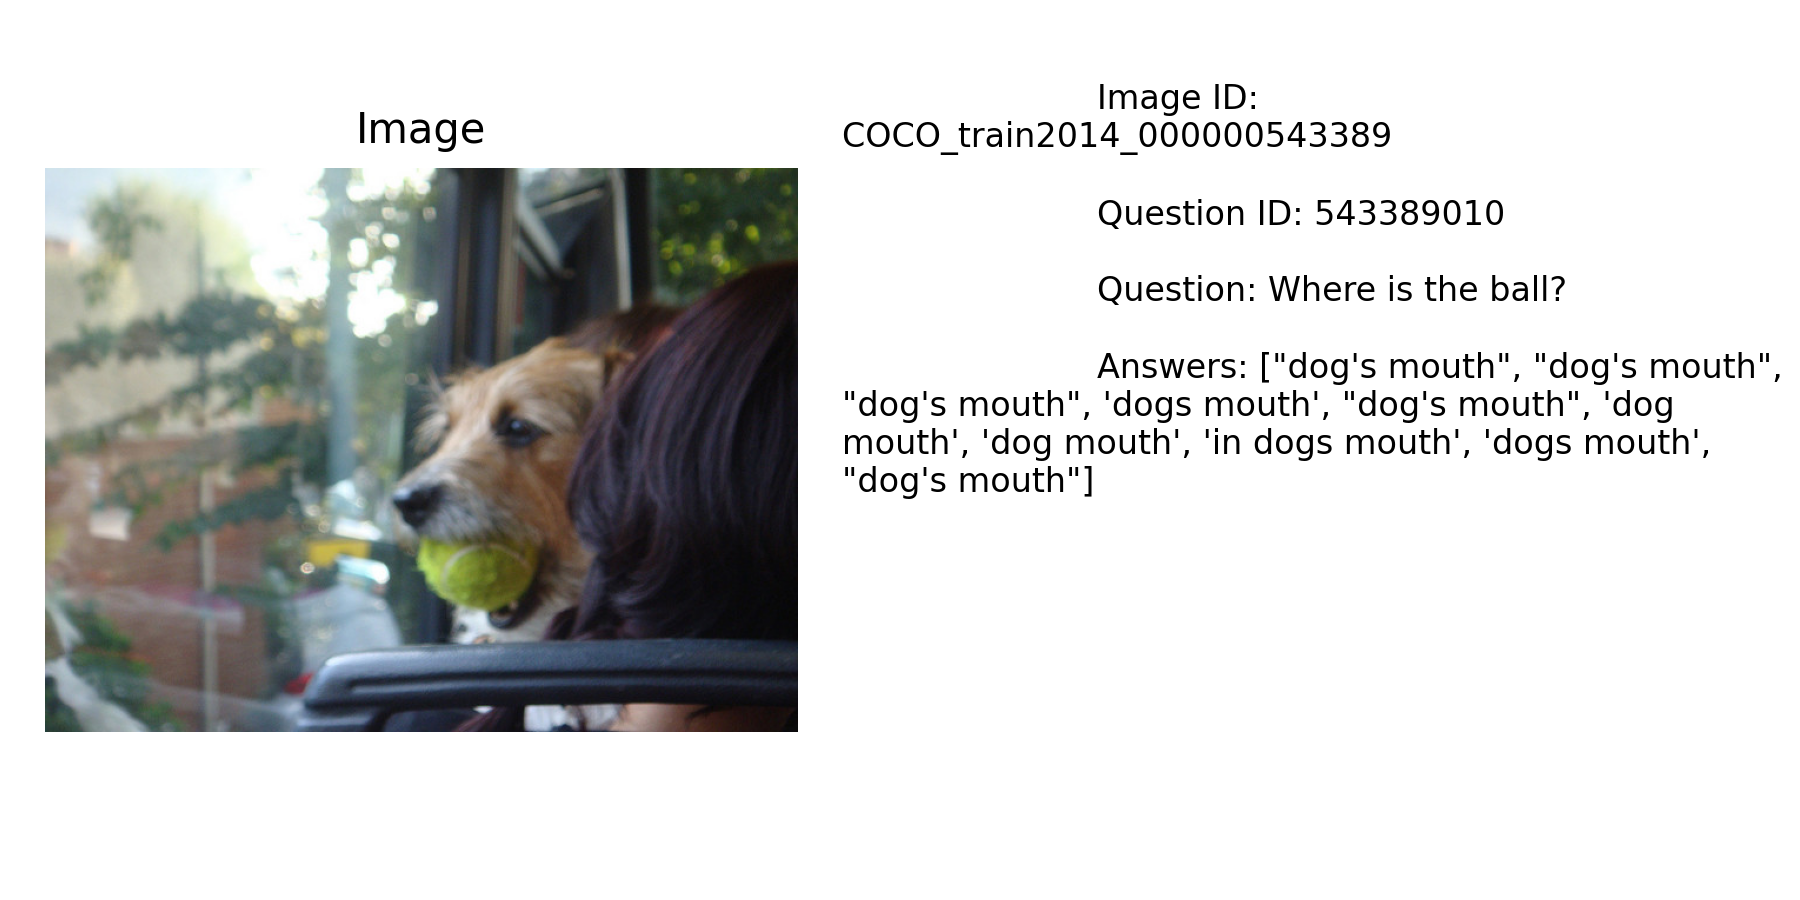 Image
Image ID:
COCO_train2014_000000543389
Question ID: 543389010
Question: Where is the ball?
Answers: ["dog's mouth", "dog's mouth",
"dog's mouth", 'dogs mouth', "dog's mouth", 'dog
mouth', 'dog mouth', 'in dogs mouth', 'dogs mouth',
"dog's mouth"]